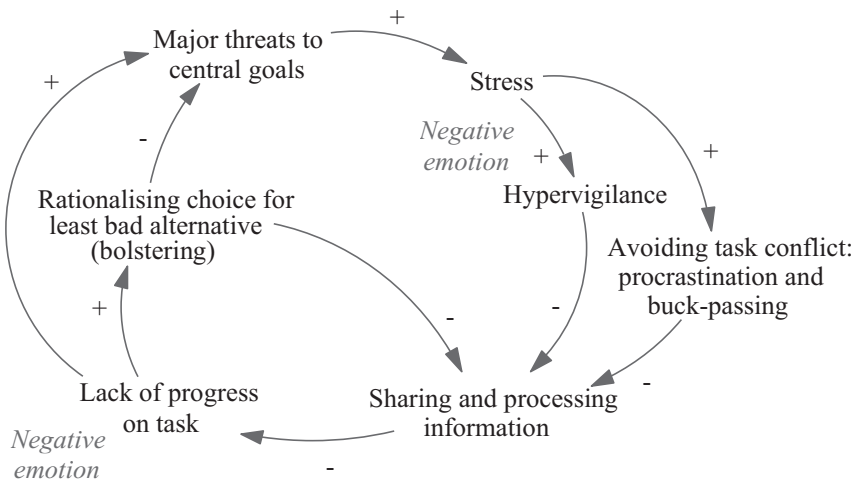 +
Major threats to
central goals
+
Stress
-
Negative
emotion
+
+
Hypervigilance
Rationalising choice for
least bad alternative
(bolstering)
Avoiding task conflict:
procrastination and
buck-passing
+
-
-
-
Lack of progress
on task
Sharing and processing
information
Negative
emotion
-